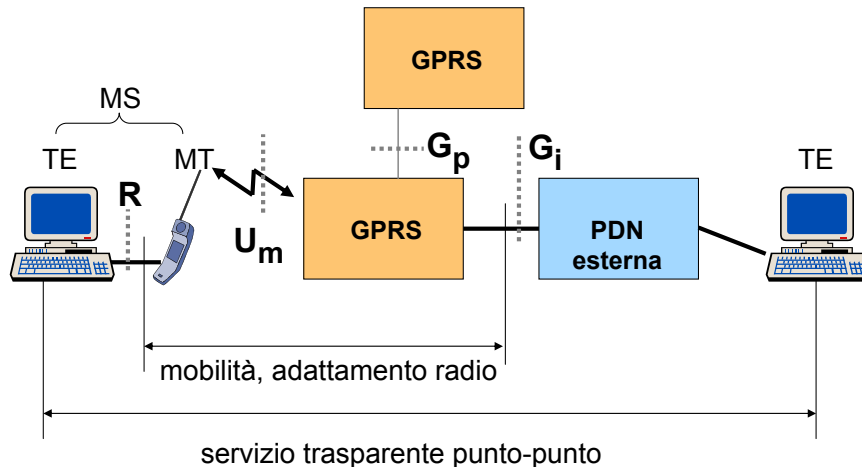 GPRS
MS
TE
MT
R
Um
Gp
Gi
TE
GPRS
PDN
esterna
mobilità, adattamento radio
servizio trasparente punto-punto